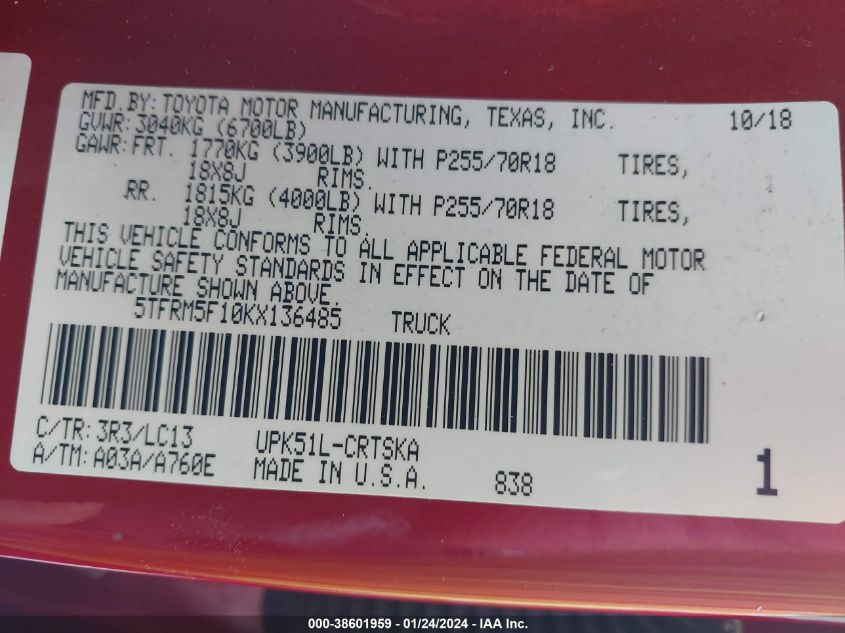 MFD.BY:TOYOTA MOTOR MANUFACTURING, TEXAS, INC. 10/18
GVWR:3040KG (6700LB)
GAWR:FRT. 1770KG (3900LB) WITH P255/70R18 TIRES,
18X8J RIMS.
RR. 1815KG (4000LB) WITH P255/70R18 TIRES,
18X8J RIMS.
THIS VEHICLE CONFORMS TO ALL APPLICABLE FEDERAL MOTOR
VEHICLE SAFETY STANDARDS IN EFFECT ON THE DATE OF
MANUFACTURE SHOWN ABOVE.
5TFRM5F10KX136485 TRUCK
C/TR:3R3/LC13 UPK51L-CRTSKA
A/TM:A03A/A760E MADE IN U.S.A. 838 1
000-38601959 - 01/24/2024 - IAA Inc.